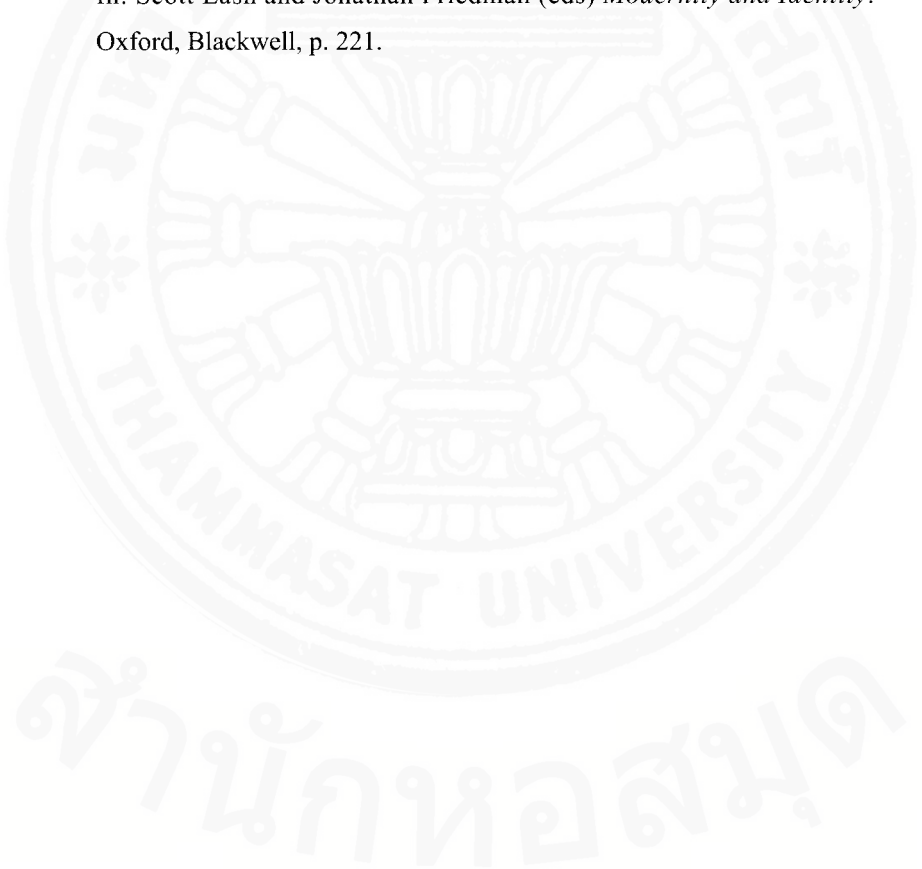 In: Scott Lash and Jonathan Friedman (eds) Modernity and Identity.
Oxford, Blackwell, p. 221.
THAMMASAT UNIVERSITY
สำนักหอสมุด